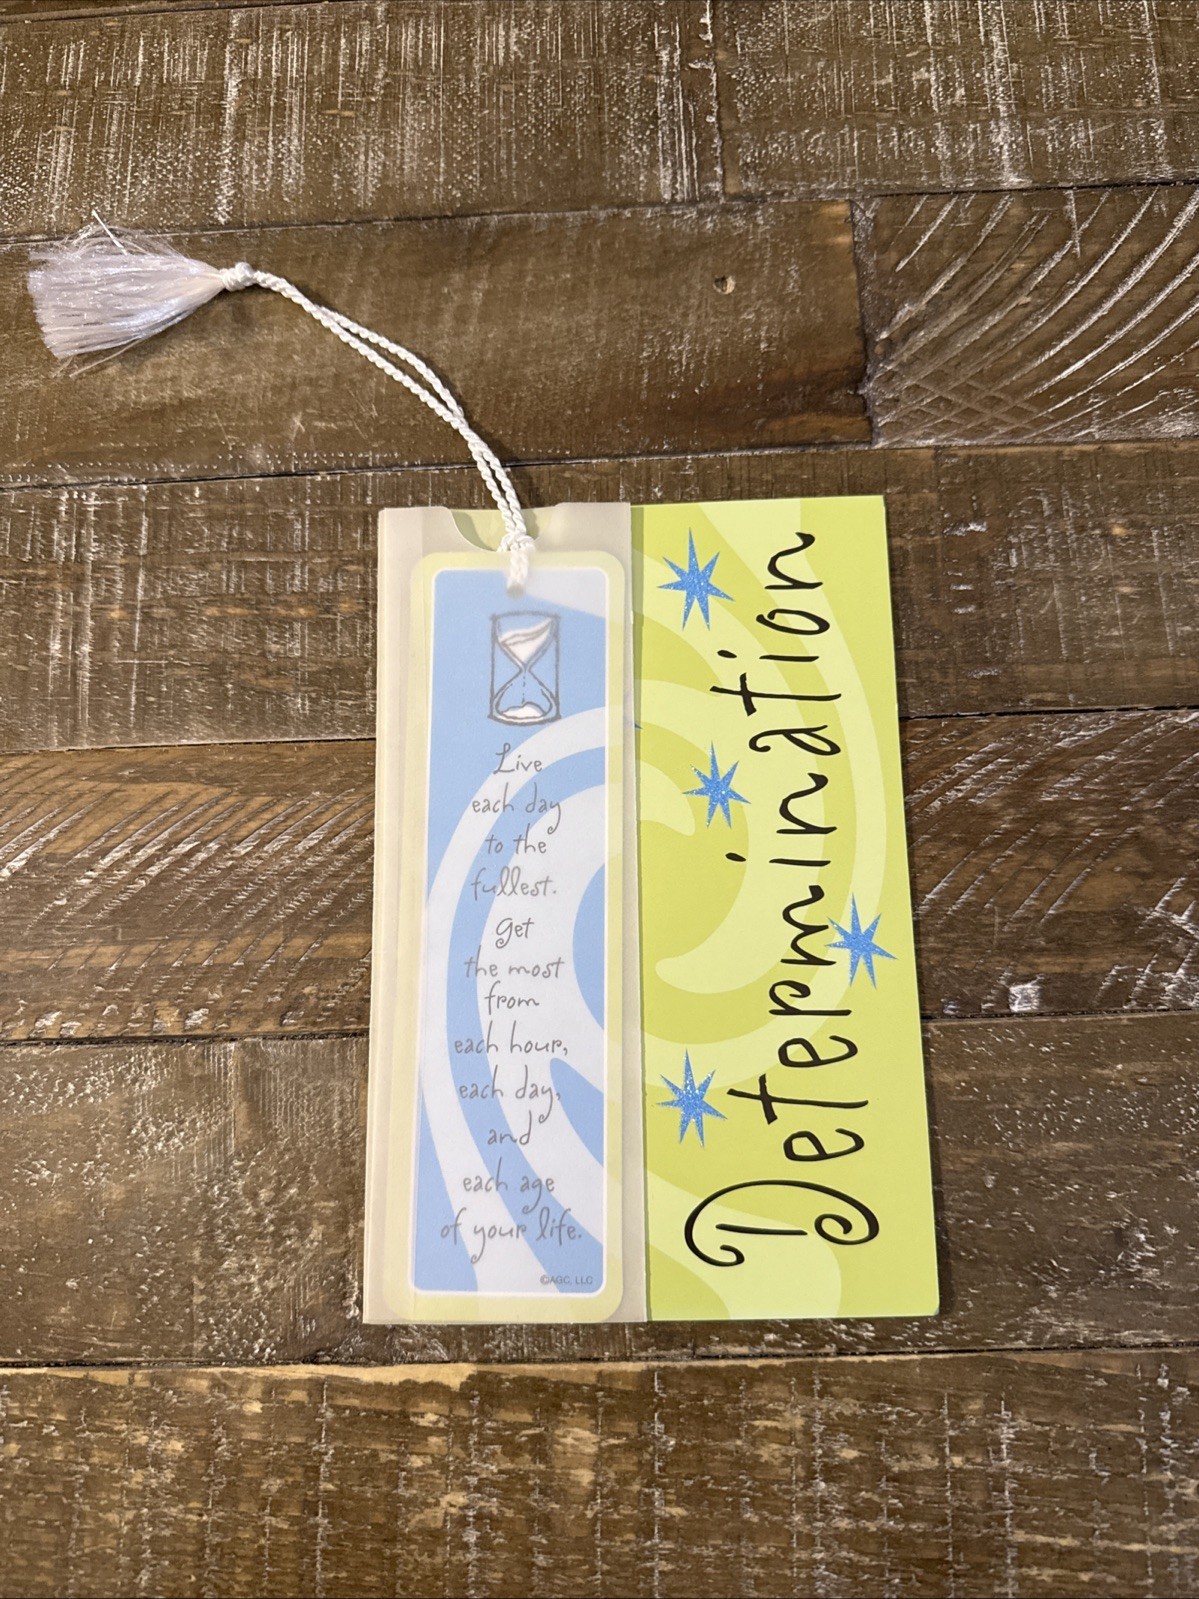 Live
each day
to the
fullest.
Get
the most
from
each hour,
each day,
and
each age
of your life.
©AGC, LLC
Determination